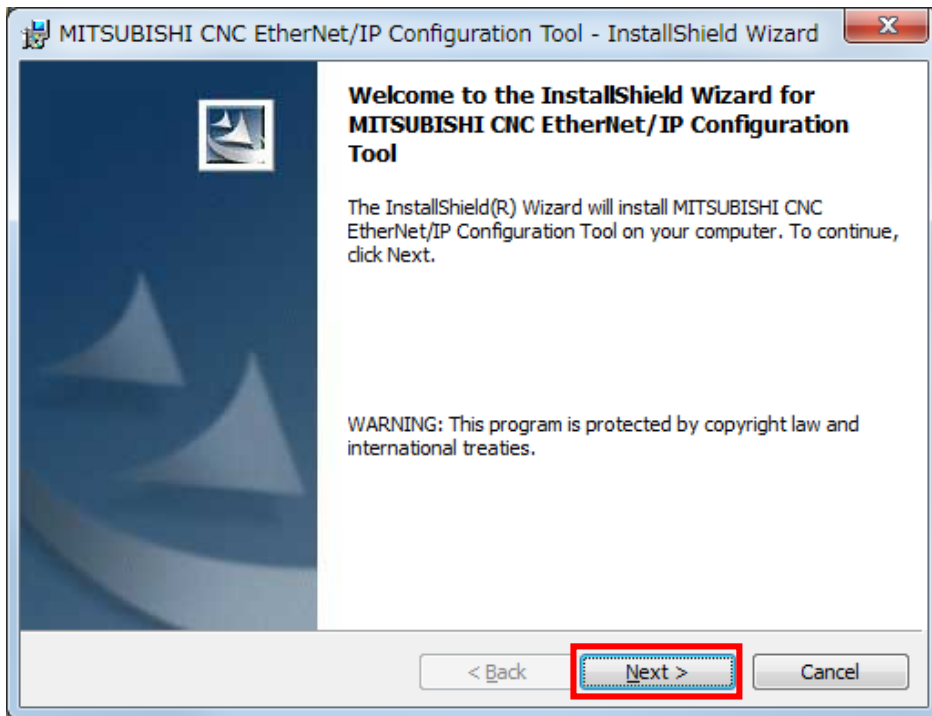 MITSUBISHI CNC EtherNet/IP Configuration Tool - InstallShield Wizard
Welcome to the InstallShield Wizard for
MITSUBISHI CNC EtherNet/IP Configuration
Tool
The InstallShield(R) Wizard will install MITSUBISHI CNC
EtherNet/IP Configuration Tool on your computer. To continue,
click Next.
WARNING: This program is protected by copyright law and
international treaties.
< Back Next > Cancel